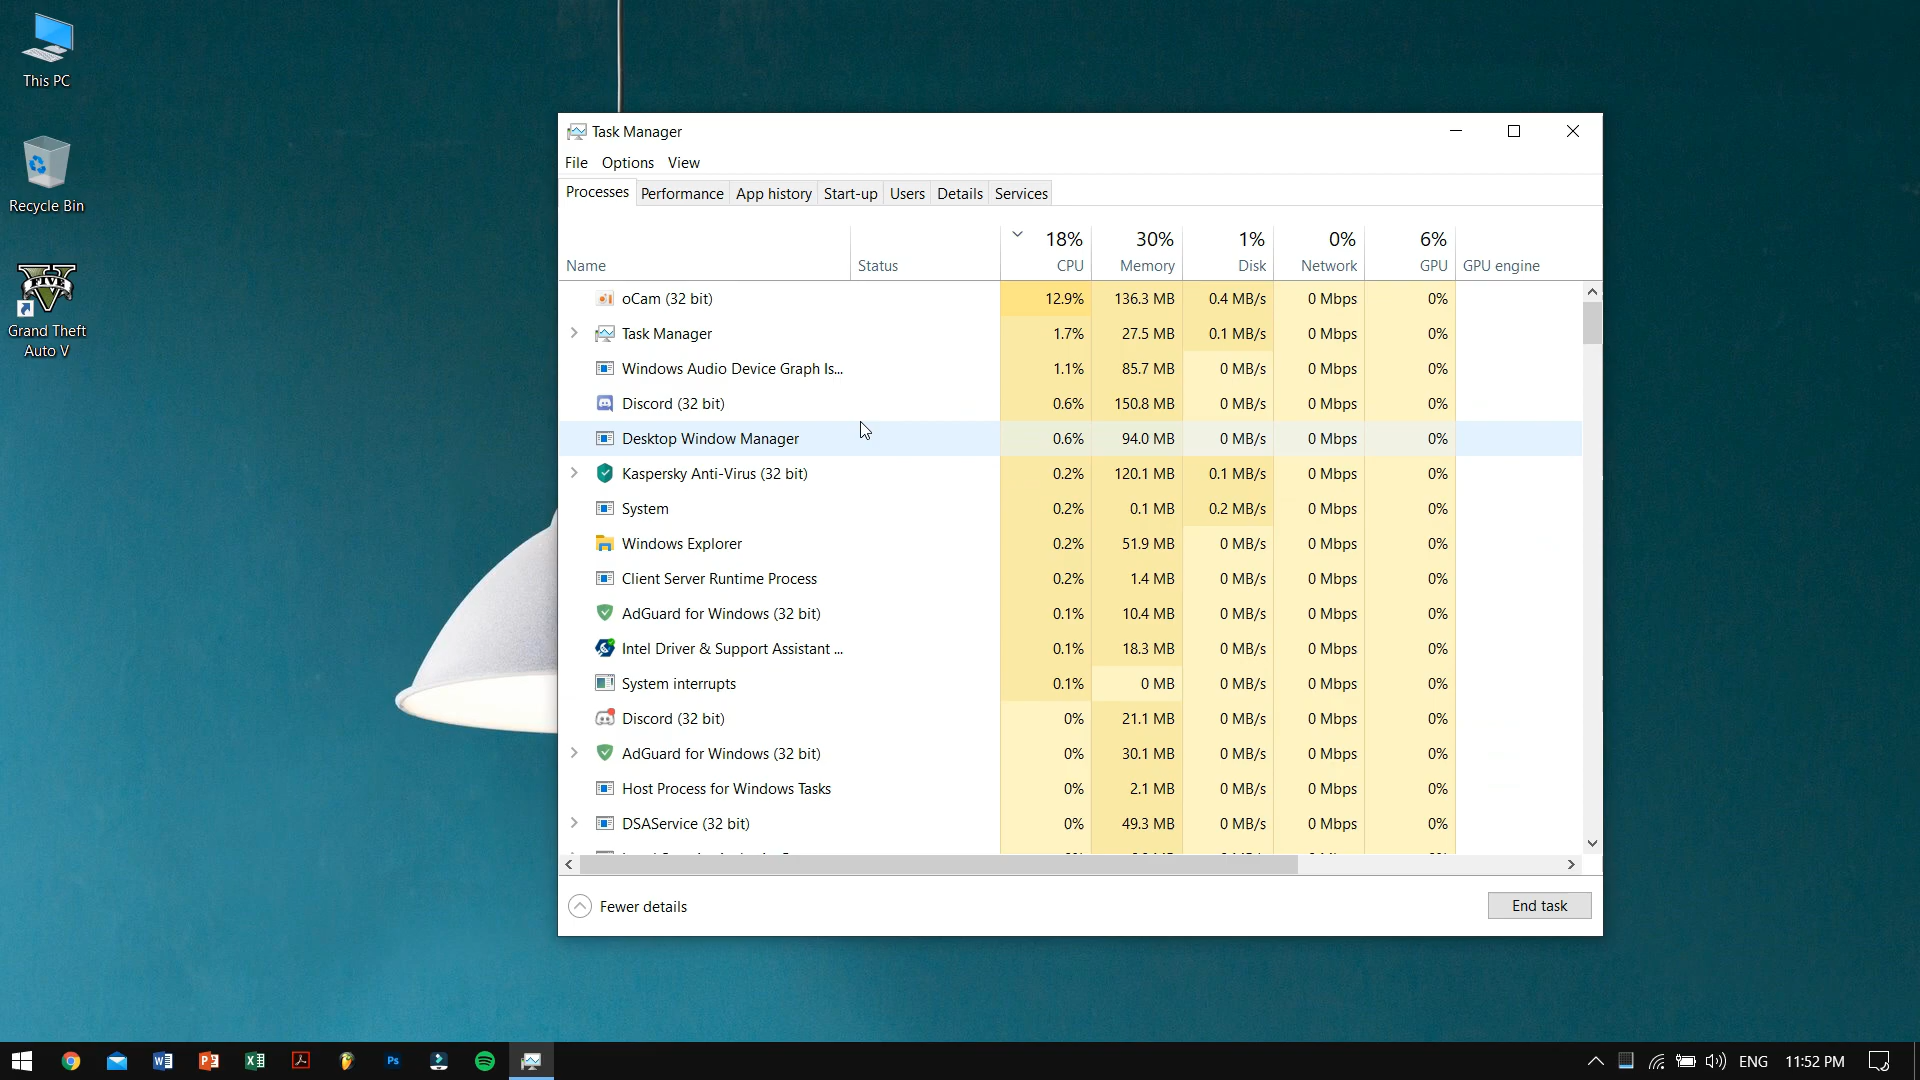 This PC
Recycle Bin
Grand Theft
Auto V
Task Manager
File Options View
Processes Performance App history Start-up Users Details Services
18% 30% 1% 0% 6%
Name Status CPU Memory Disk Network GPU GPU engine
oCam (32 bit) 12.9% 136.3 MB 0.4 MB/s 0 Mbps 0%
Task Manager 1.7% 27.5 MB 0.1 MB/s 0 Mbps 0%
Windows Audio Device Graph Is... 1.1% 85.7 MB 0 MB/s 0 Mbps 0%
Discord (32 bit) 0.6% 150.8 MB 0 MB/s 0 Mbps 0%
Desktop Window Manager 0.6% 94.0 MB 0 MB/s 0 Mbps 0%
Kaspersky Anti-Virus (32 bit) 0.2% 120.1 MB 0.1 MB/s 0 Mbps 0%
System 0.2% 0.1 MB 0.2 MB/s 0 Mbps 0%
Windows Explorer 0.2% 51.9 MB 0 MB/s 0 Mbps 0%
Client Server Runtime Process 0.2% 1.4 MB 0 MB/s 0 Mbps 0%
AdGuard for Windows (32 bit) 0.1% 10.4 MB 0 MB/s 0 Mbps 0%
Intel Driver & Support Assistant ... 0.1% 18.3 MB 0 MB/s 0 Mbps 0%
System interrupts 0.1% 0 MB 0 MB/s 0 Mbps 0%
Discord (32 bit) 0% 21.1 MB 0 MB/s 0 Mbps 0%
AdGuard for Windows (32 bit) 0% 30.1 MB 0 MB/s 0 Mbps 0%
Host Process for Windows Tasks 0% 2.1 MB 0 MB/s 0 Mbps 0%
DSAService (32 bit) 0% 49.3 MB 0 MB/s 0 Mbps 0%
Fewer details End task
Ps
ENG 11:52 PM